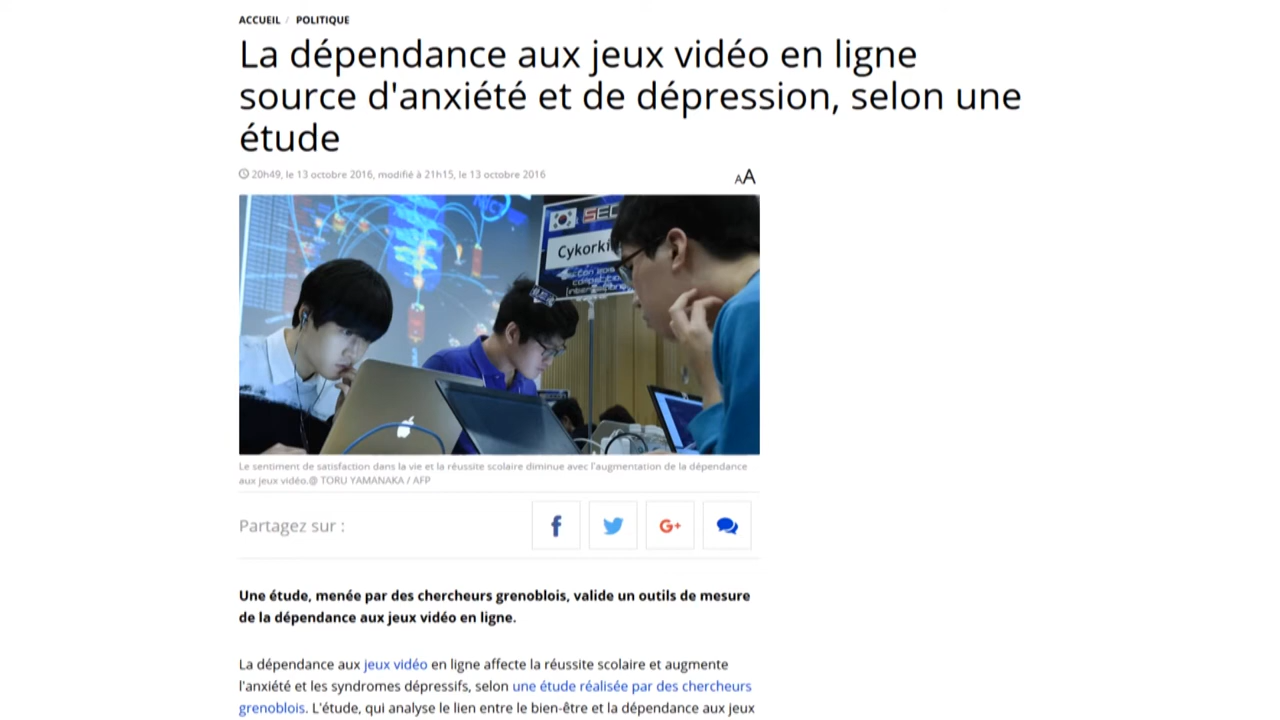 ACCUEIL / POLITIQUE
La dépendance aux jeux vidéo en ligne
source d'anxiété et de dépression, selon une
étude
20h49, le 13 octobre 2016, modifié à 21h15, le 13 octobre 2016
AA
SEC
Cykorki
Le sentiment de satisfaction dans la vie et la réussite scolaire diminue avec l'augmentation de la dépendance
aux jeux vidéo.@ TORU YAMANAKA / AFP
Partagez sur :
f
G+
Une étude, menée par des chercheurs grenoblois, valide un outils de mesure
de la dépendance aux jeux vidéo en ligne.
La dépendance aux jeux vidéo en ligne affecte la réussite scolaire et augmente
l'anxiété et les syndromes dépressifs, selon une étude réalisée par des chercheurs
grenoblois. L'étude, qui analyse le lien entre le bien-être et la dépendance aux jeux